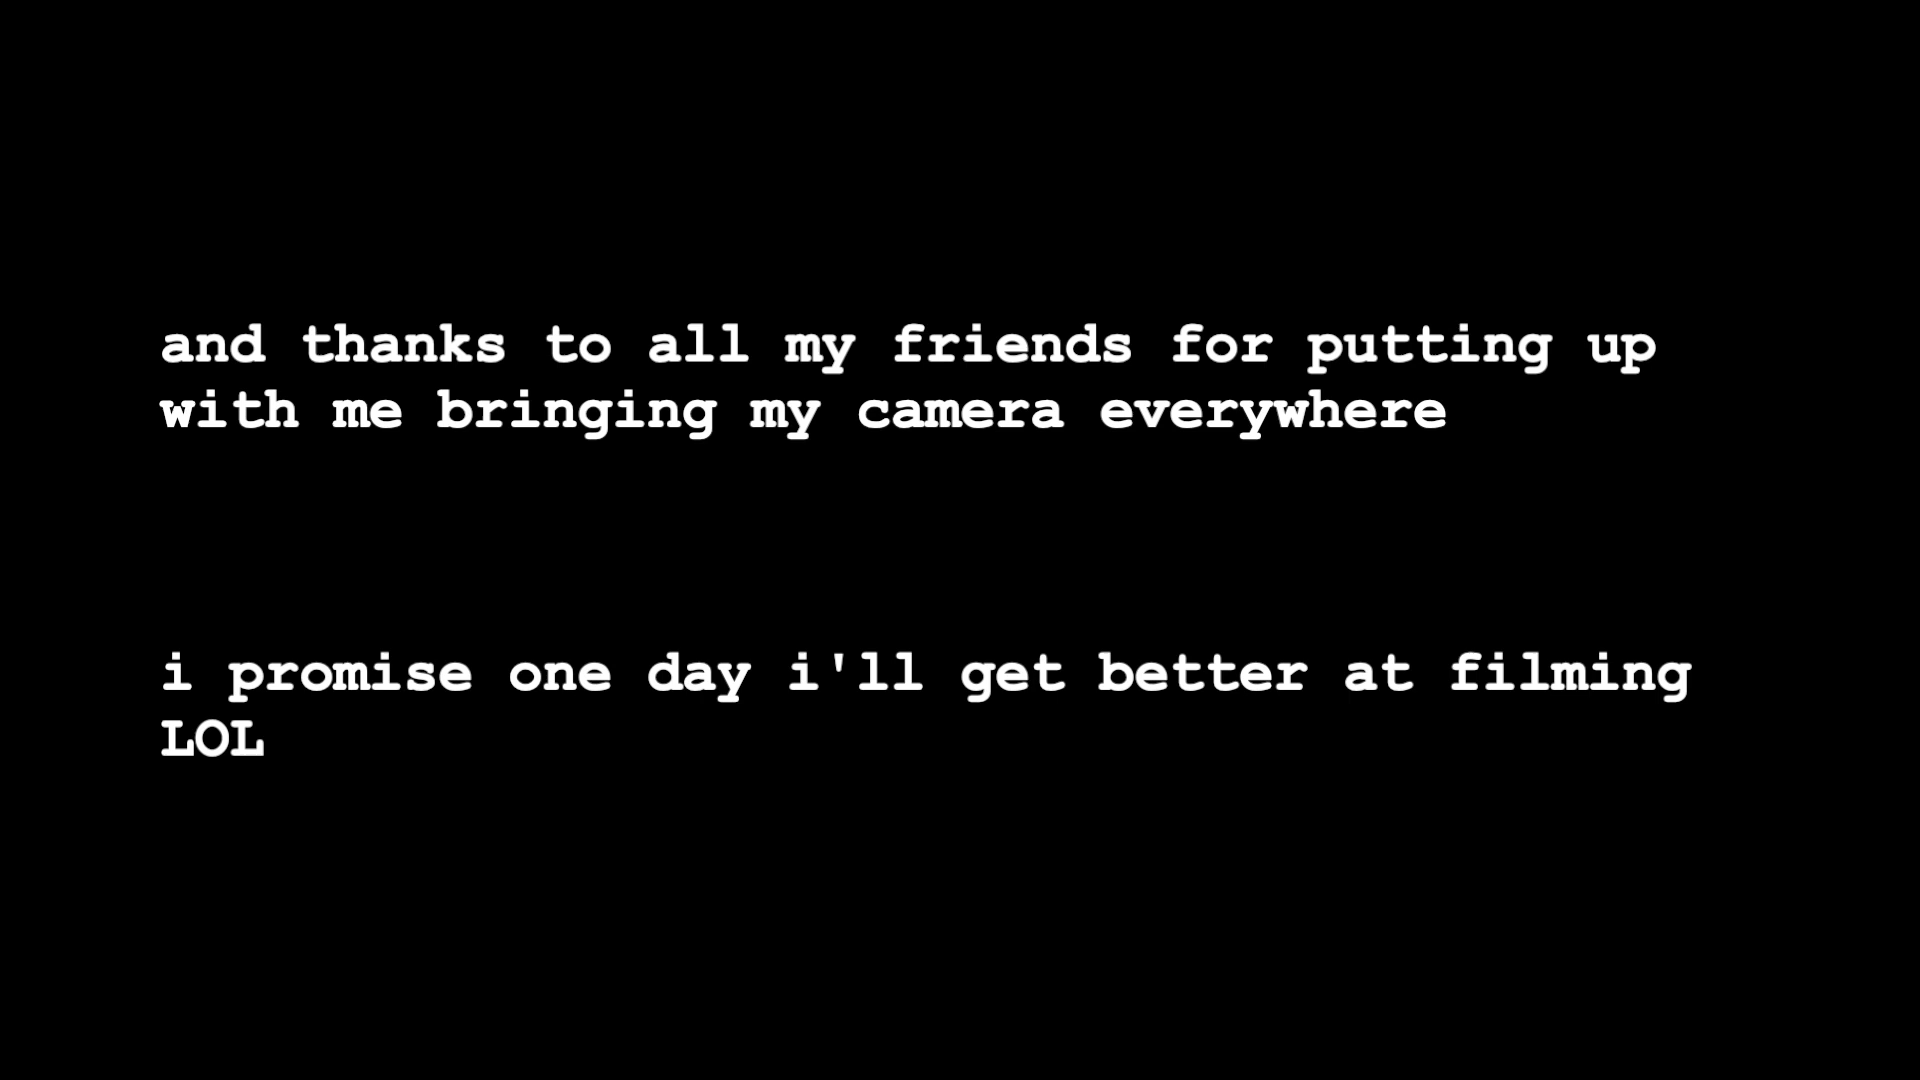 and thanks to all my friends for putting up
with me bringing my camera everywhere
i promise one day i'll get better at filming
LOL